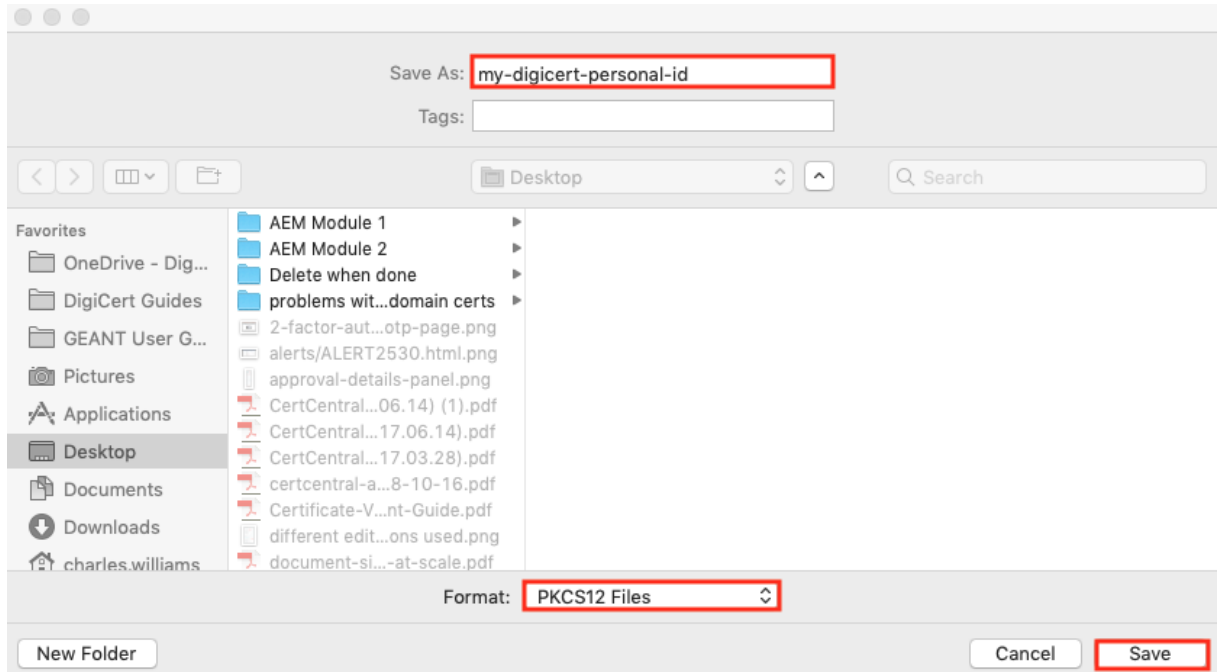 Save As: my-digicert-personal-id
Tags:
Desktop
Search
Favorites
OneDrive - Dig...
DigiCert Guides
GEANT User G...
Pictures
Applications
Desktop
Documents
Downloads
charles.williams
AEM Module 1
AEM Module 2
Delete when done
problems wit...domain certs
2-factor-aut...otp-page.png
alerts/ALERT2530.html.png
approval-details-panel.png
CertCentral...06.14) (1).pdf
CertCentral...17.06.14).pdf
CertCentral...17.03.28).pdf
certcentral-a...8-10-16.pdf
Certificate-V...nt-Guide.pdf
different edit...ons used.png
document-si...-at-scale.pdf
Format: PKCS12 Files
New Folder
Cancel
Save